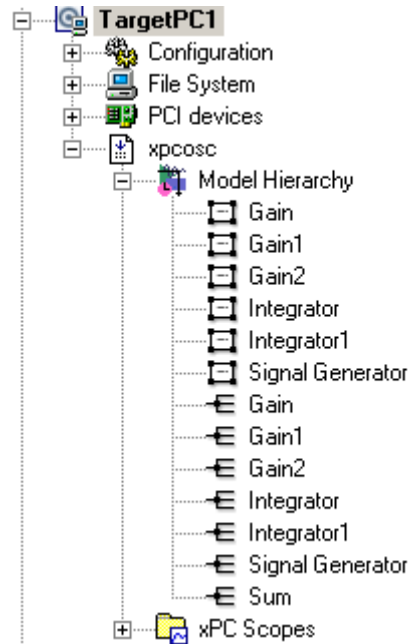 TargetPC1
Configuration
File System
PCI devices
xpcosc
Model Hierarchy
Gain
Gain1
Gain2
Integrator
Integrator1
Signal Generator
Gain
Gain1
Gain2
Integrator
Integrator1
Signal Generator
Sum
xPC Scopes